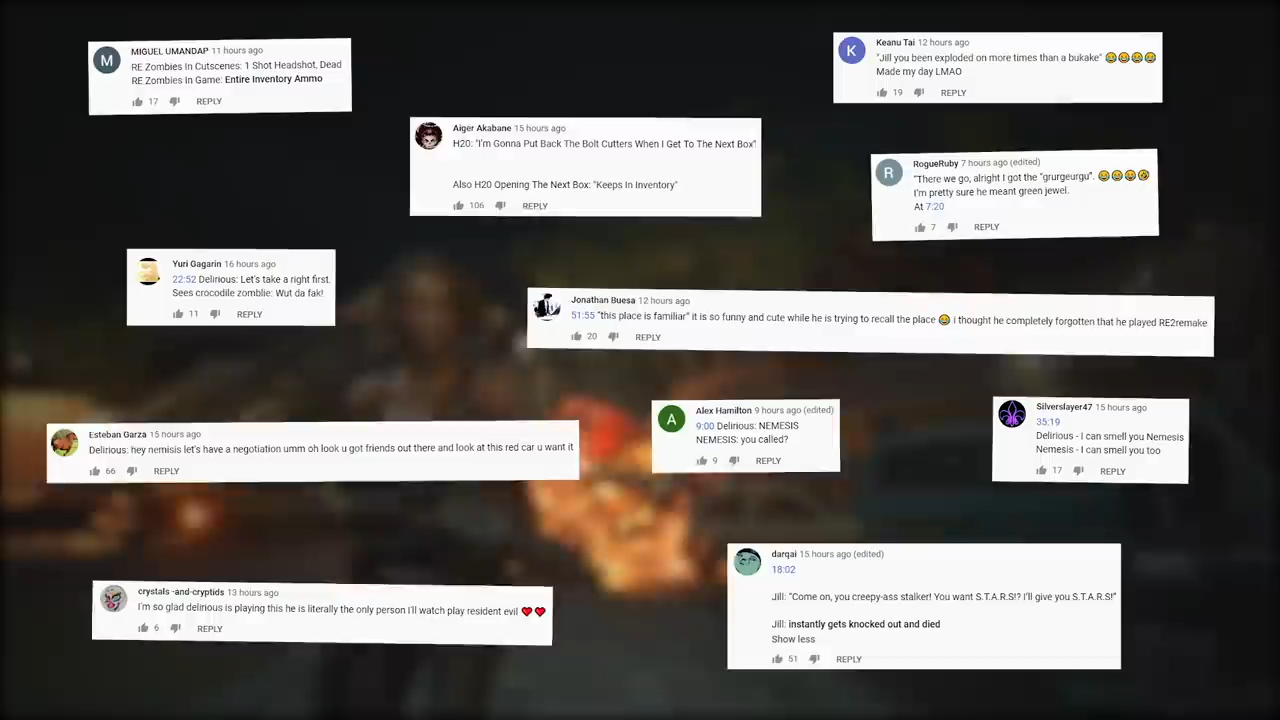 M
MIGUEL UMANDAP 11 hours ago
RE Zombies In Cutscenes: 1 Shot Headshot, Dead
RE Zombies In Game: Entire Inventory Ammo
17 REPLY
K
Keanu Tai 12 hours ago
"Jill you been exploded on more times than a bukake" 😂😂😂😂
Made my day LMAO
19 REPLY
Aiger Akabane 15 hours ago
H20: "I'm Gonna Put Back The Bolt Cutters When I Get To The Next Box"
Also H20 Opening The Next Box: "Keeps In Inventory"
106 REPLY
R
RogueRuby 7 hours ago (edited)
"There we go, alright I got the "grurgeurgu". 😂😂😂🤣
I'm pretty sure he meant green jewel.
At 7:20
7 REPLY
Yuri Gagarin 16 hours ago
22:52 Delirious: Let's take a right first.
Sees crocodile zomblie: Wut da fak!
11 REPLY
Jonathan Buesa 12 hours ago
51:55 "this place is familiar" it is so funny and cute while he is trying to recall the place 😂 i thought he completely forgotten that he played RE2remake
20 REPLY
Esteban Garza 15 hours ago
Delirious: hey nemisis let's have a negotiation umm oh look u got friends out there and look at this red car u want it
66 REPLY
A
Alex Hamilton 9 hours ago (edited)
9:00 Delirious: NEMESIS
NEMESIS: you called?
9 REPLY
Silverslayer47 15 hours ago
35:19
Delirious - I can smell you Nemesis
Nemesis - I can smell you too
17 REPLY
crystals -and-cryptids 13 hours ago
I'm so glad delirious is playing this he is literally the only person I'll watch play resident evil ❤❤
6 REPLY
darqai 15 hours ago (edited)
18:02
Jill: "Come on, you creepy-ass stalker! You want S.T.A.R.S!? I'll give you S.T.A.R.S!"
Jill: instantly gets knocked out and died
Show less
51 REPLY